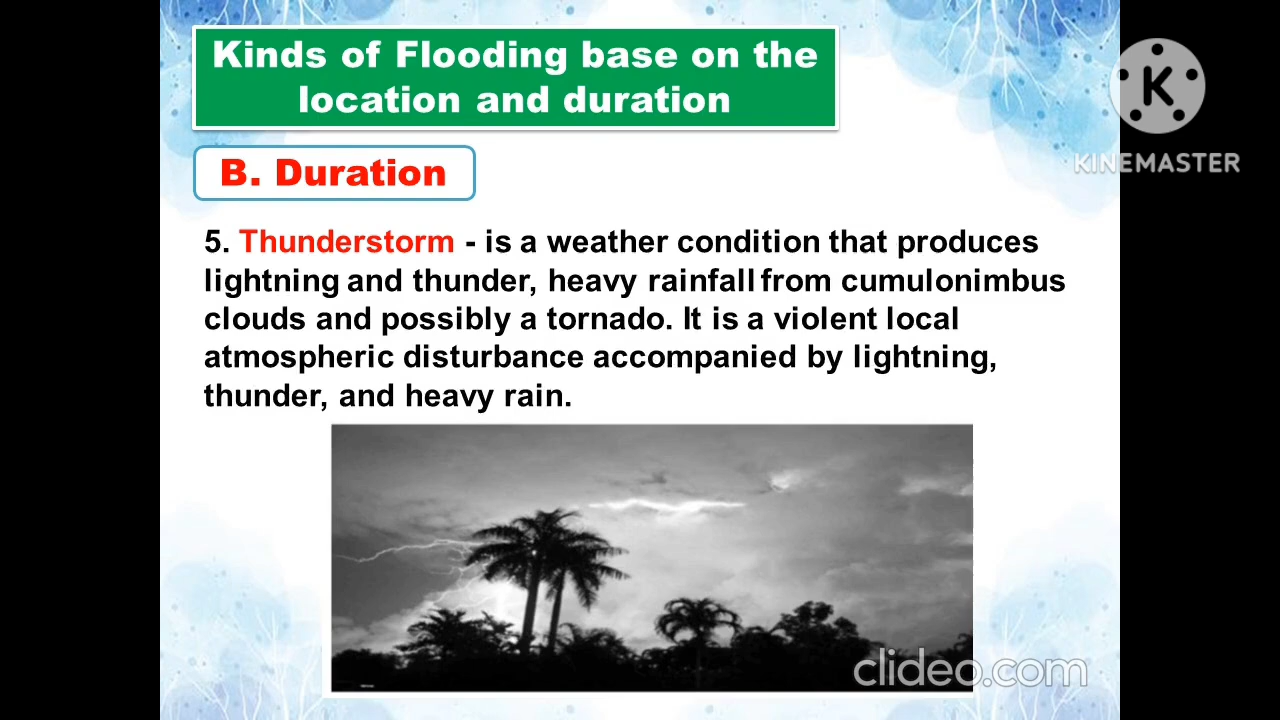 Kinds of Flooding base on the
location and duration
K
KINEMASTER
B. Duration
5. Thunderstorm - is a weather condition that produces
lightning and thunder, heavy rainfall from cumulonimbus
clouds and possibly a tornado. It is a violent local
atmospheric disturbance accompanied by lightning,
thunder, and heavy rain.
clideo.com